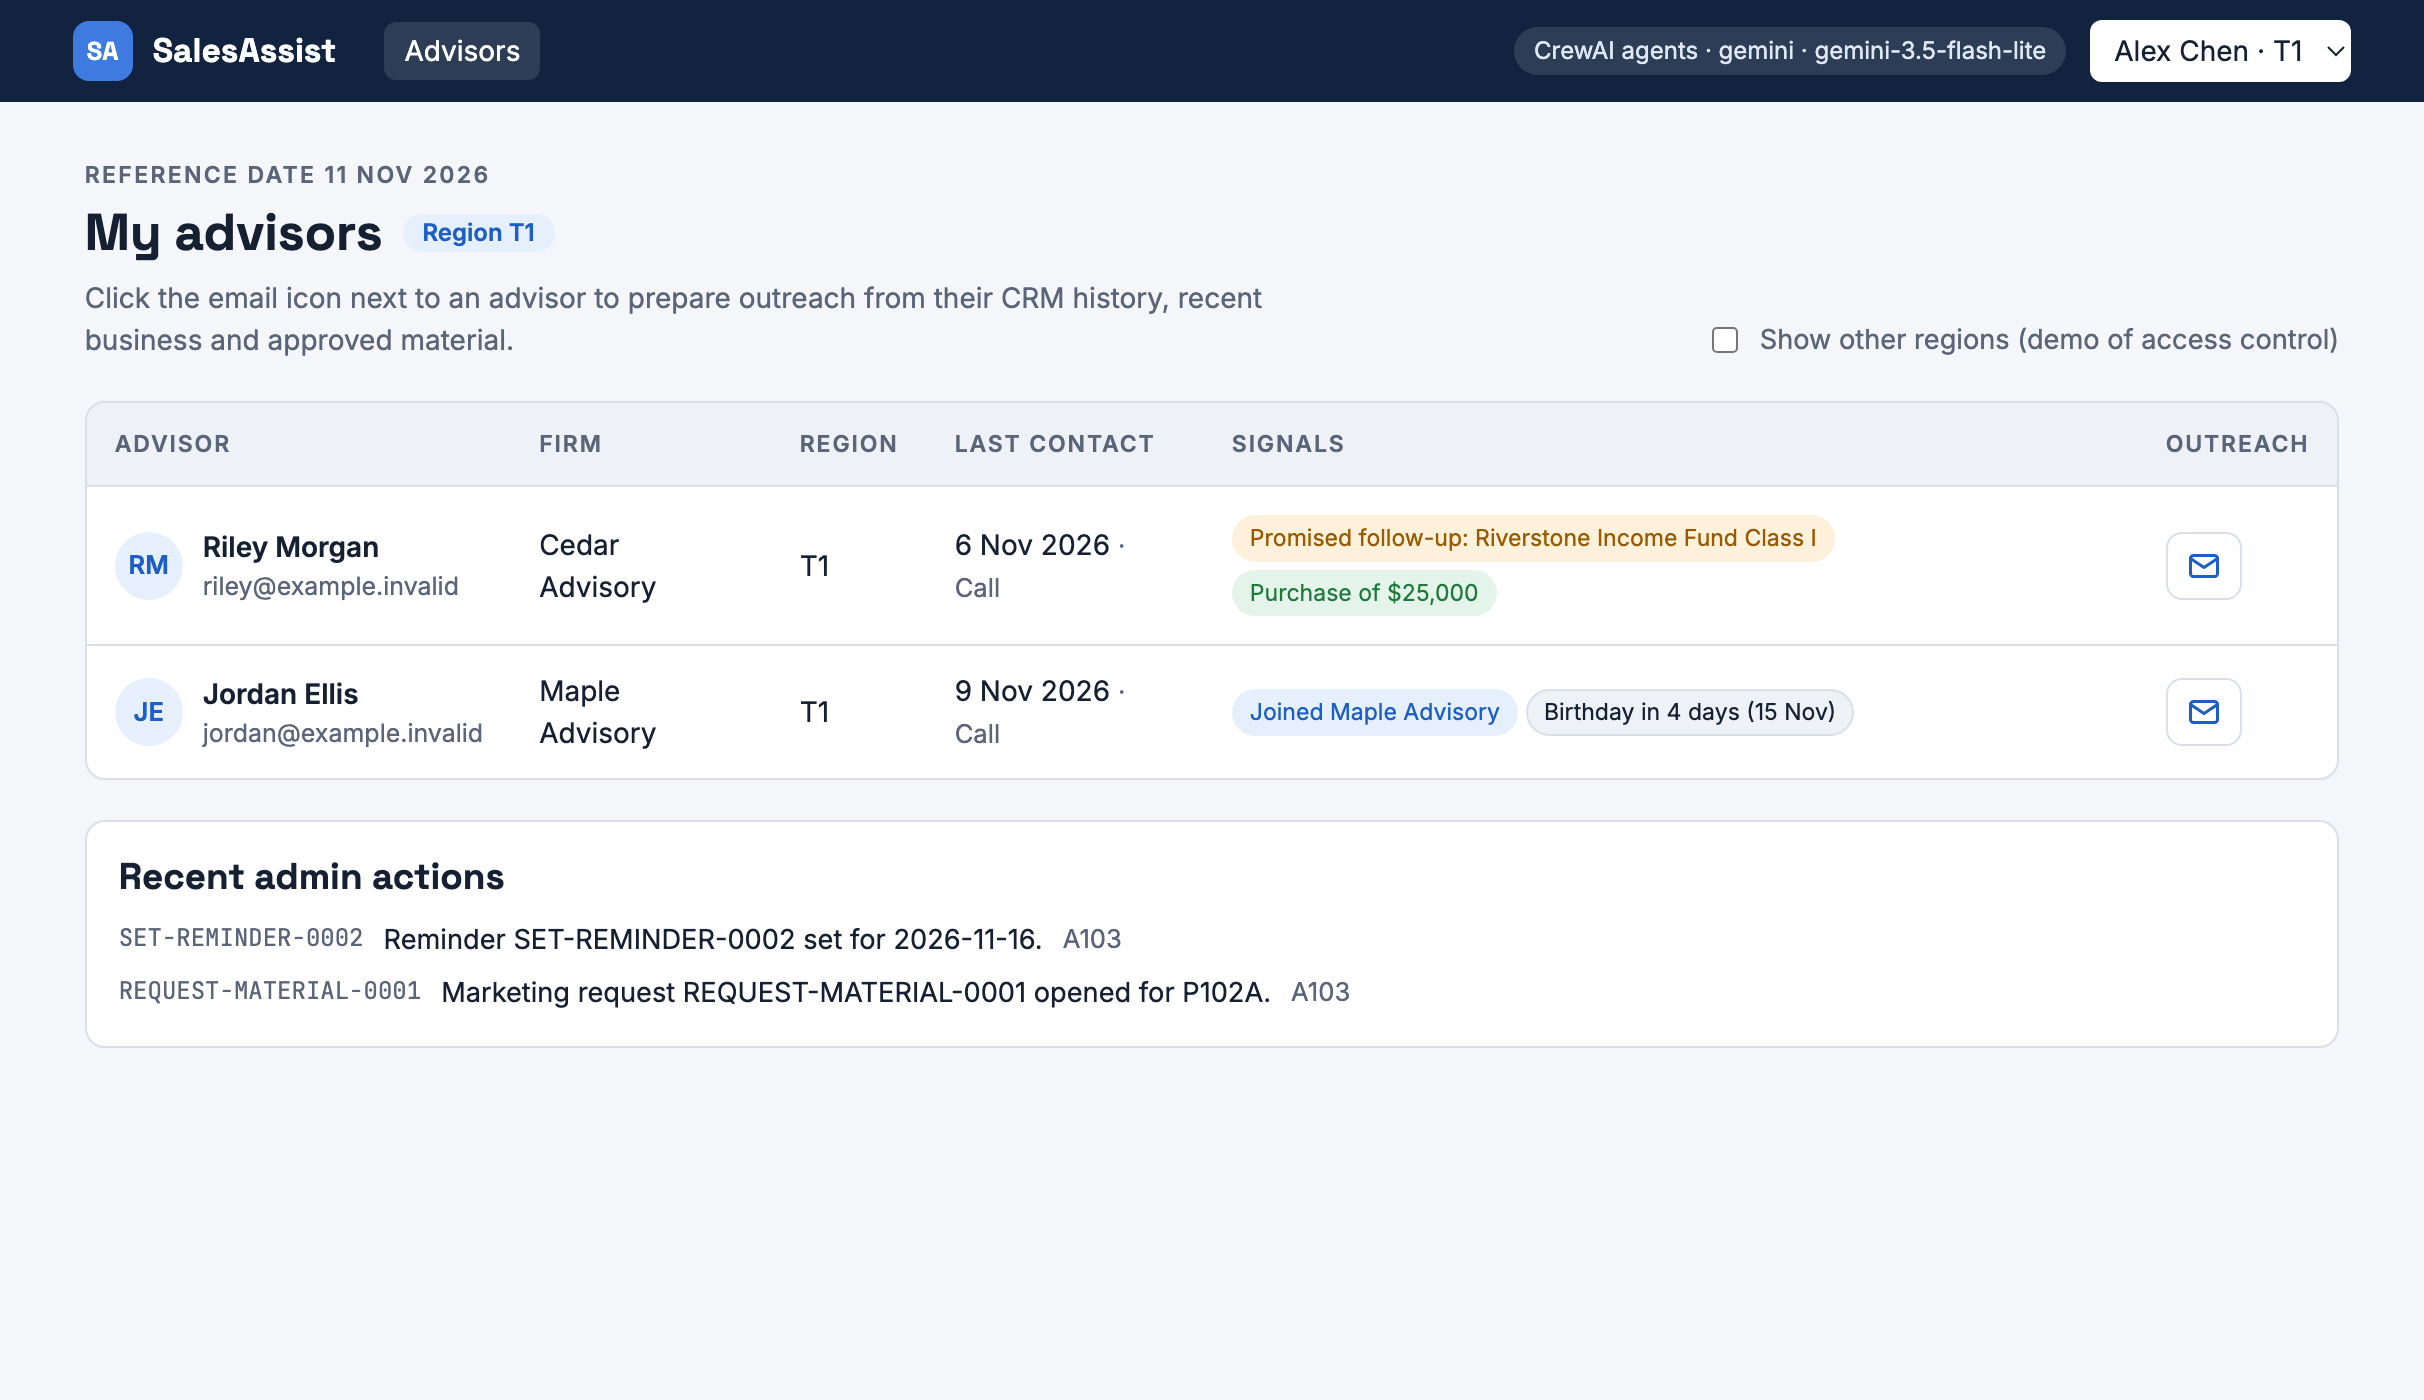 SA SalesAssist Advisors CrewAI agents · gemini · gemini-3.5-flash-lite Alex Chen · T1
REFERENCE DATE 11 NOV 2026
My advisors Region T1
Click the email icon next to an advisor to prepare outreach from their CRM history, recent
business and approved material.
Show other regions (demo of access control)
ADVISOR FIRM REGION LAST CONTACT SIGNALS OUTREACH
RM Riley Morgan
riley@example.invalid
Cedar
Advisory
T1
6 Nov 2026 ·
Call
Promised follow-up: Riverstone Income Fund Class I
Purchase of $25,000
JE Jordan Ellis
jordan@example.invalid
Maple
Advisory
T1
9 Nov 2026 ·
Call
Joined Maple Advisory Birthday in 4 days (15 Nov)
Recent admin actions
SET-REMINDER-0002 Reminder SET-REMINDER-0002 set for 2026-11-16. A103
REQUEST-MATERIAL-0001 Marketing request REQUEST-MATERIAL-0001 opened for P102A. A103